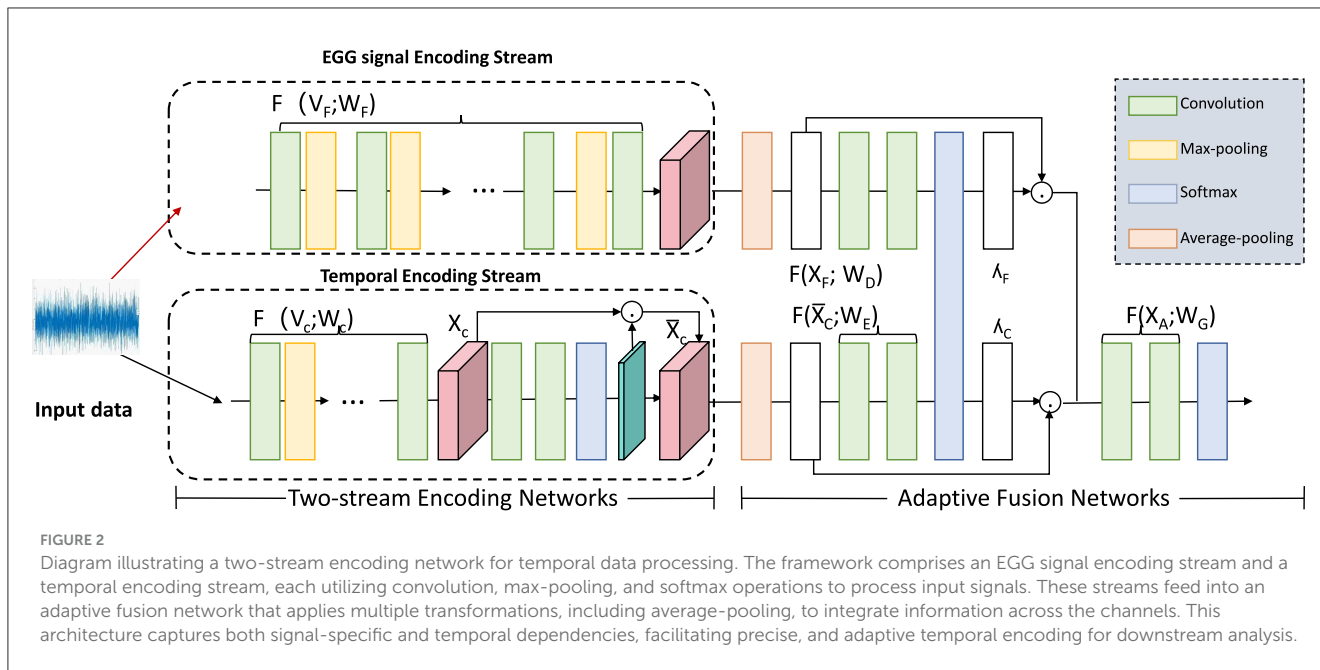 EGG signal Encoding Stream
F (V_F;W_F)
Convolution
Max-pooling
Softmax
Average-pooling
...
F(X_F; W_D)
ʎ_F
Temporal Encoding Stream
F (V_c;W_c)
X_c
X̅_c
F(X̅_C;W_E)
ʎ_C
F(X_A;W_G)
...
Input data
Two-stream Encoding Networks
Adaptive Fusion Networks
FIGURE 2
Diagram illustrating a two-stream encoding network for temporal data processing. The framework comprises an EGG signal encoding stream and a
temporal encoding stream, each utilizing convolution, max-pooling, and softmax operations to process input signals. These streams feed into an
adaptive fusion network that applies multiple transformations, including average-pooling, to integrate information across the channels. This
architecture captures both signal-specific and temporal dependencies, facilitating precise, and adaptive temporal encoding for downstream analysis.